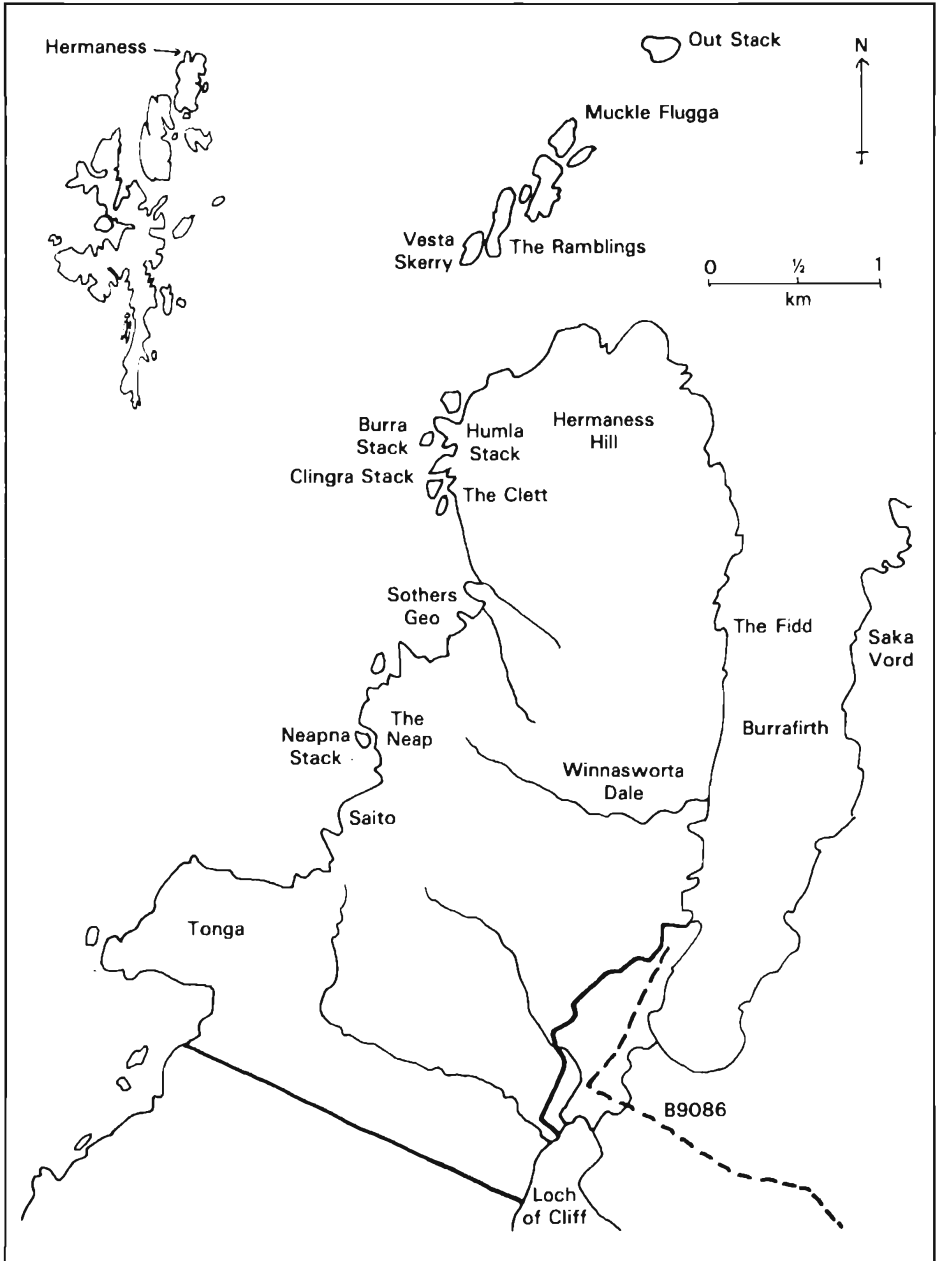 Hermaness
Out Stack
N
Muckle Flugga
Vesta
Skerry
The Ramblings
0 ½ 1
km
Burra
Stack
Humla
Stack
Hermaness
Hill
Clingra Stack
The Clett
Sothers
Geo
The Fidd
Saka
Vord
The
Neap
Neapna
Stack
Burrafirth
Winnasworta
Dale
Saito
Tonga
B9086
Loch
of Cliff